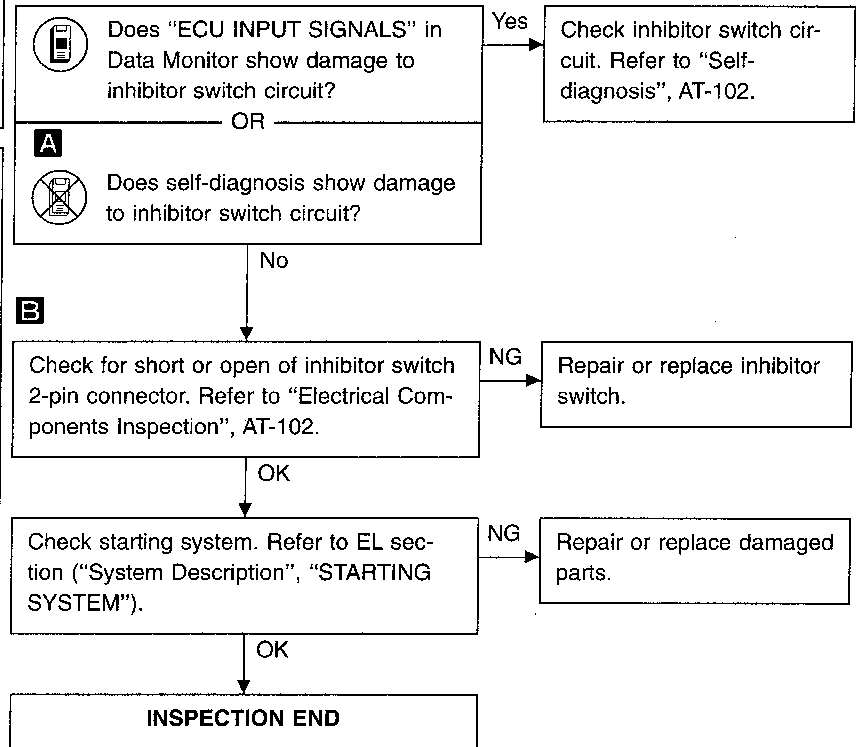 Does “ECU INPUT SIGNALS” in
Data Monitor show damage to
inhibitor switch circuit?
Yes
Check inhibitor switch cir-
cuit. Refer to “Self-
diagnosis”, AT-102.
OR
A
Does self-diagnosis show damage
to inhibitor switch circuit?
No
B
Check for short or open of inhibitor switch
2-pin connector. Refer to “Electrical Com-
ponents Inspection”, AT-102.
NG
Repair or replace inhibitor
switch.
OK
Check starting system. Refer to EL sec-
tion (“System Description”, “STARTING
SYSTEM”).
NG
Repair or replace damaged
parts.
OK
INSPECTION END